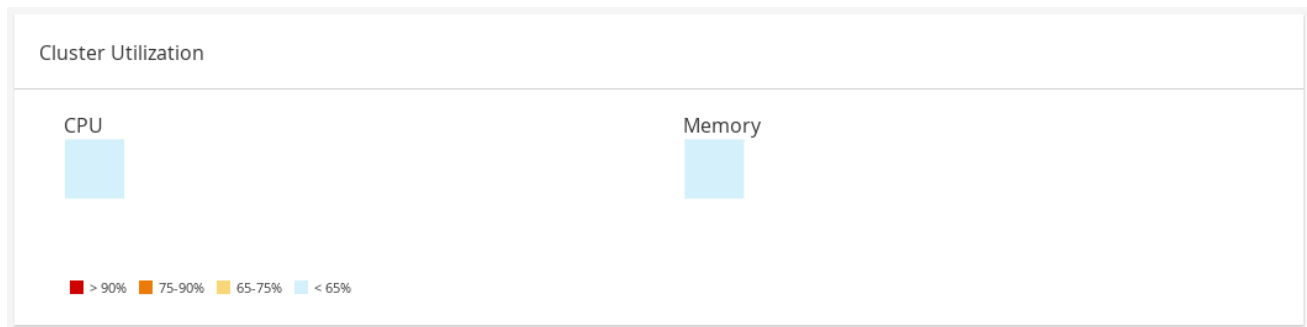 Cluster Utilization
CPU
Memory
> 90% 75-90% 65-75% < 65%